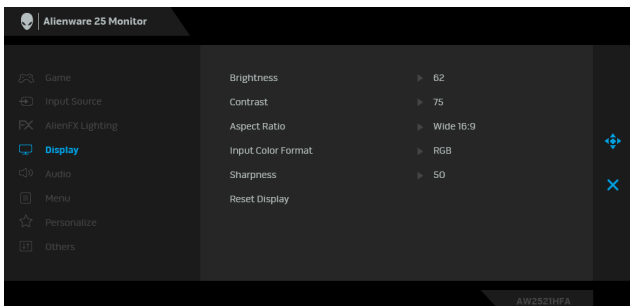 Alienware 25 Monitor
Game
Input Source
AlienFX Lighting
Display
Audio
Menu
Personalize
Others
Brightness 62
Contrast 75
Aspect Ratio Wide 16:9
Input Color Format RGB
Sharpness 50
Reset Display
AW2521HFA